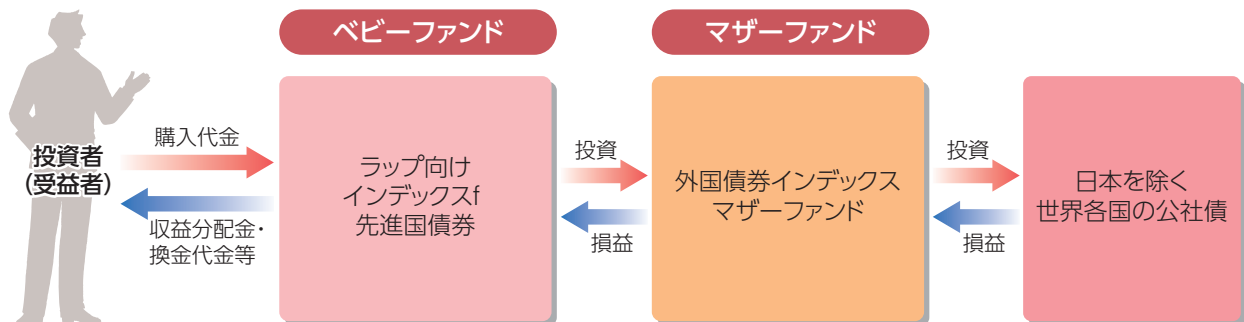 ベビーファンド
マザーファンド
投資者
(受益者)
購入代金
収益分配金・
換金代金等
ラップ向け
インデックスf
先進国債券
投資
損益
外国債券インデックス
マザーファンド
投資
損益
日本を除く
世界各国の公社債